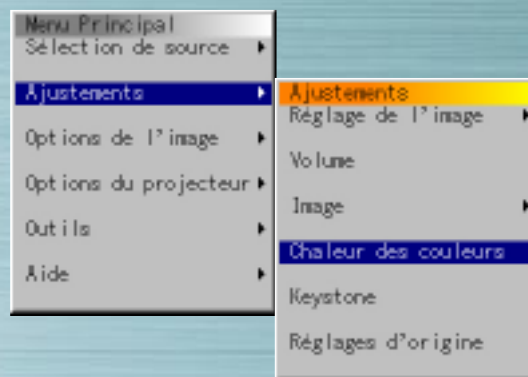 Menu Principal
Sélection de source
Ajustements
Options de l'image
Options du projecteur
Outils
Aide
Ajustements
Réglage de l'image
Volume
Image
Chaleur des couleurs
Keystone
Réglages d'origine